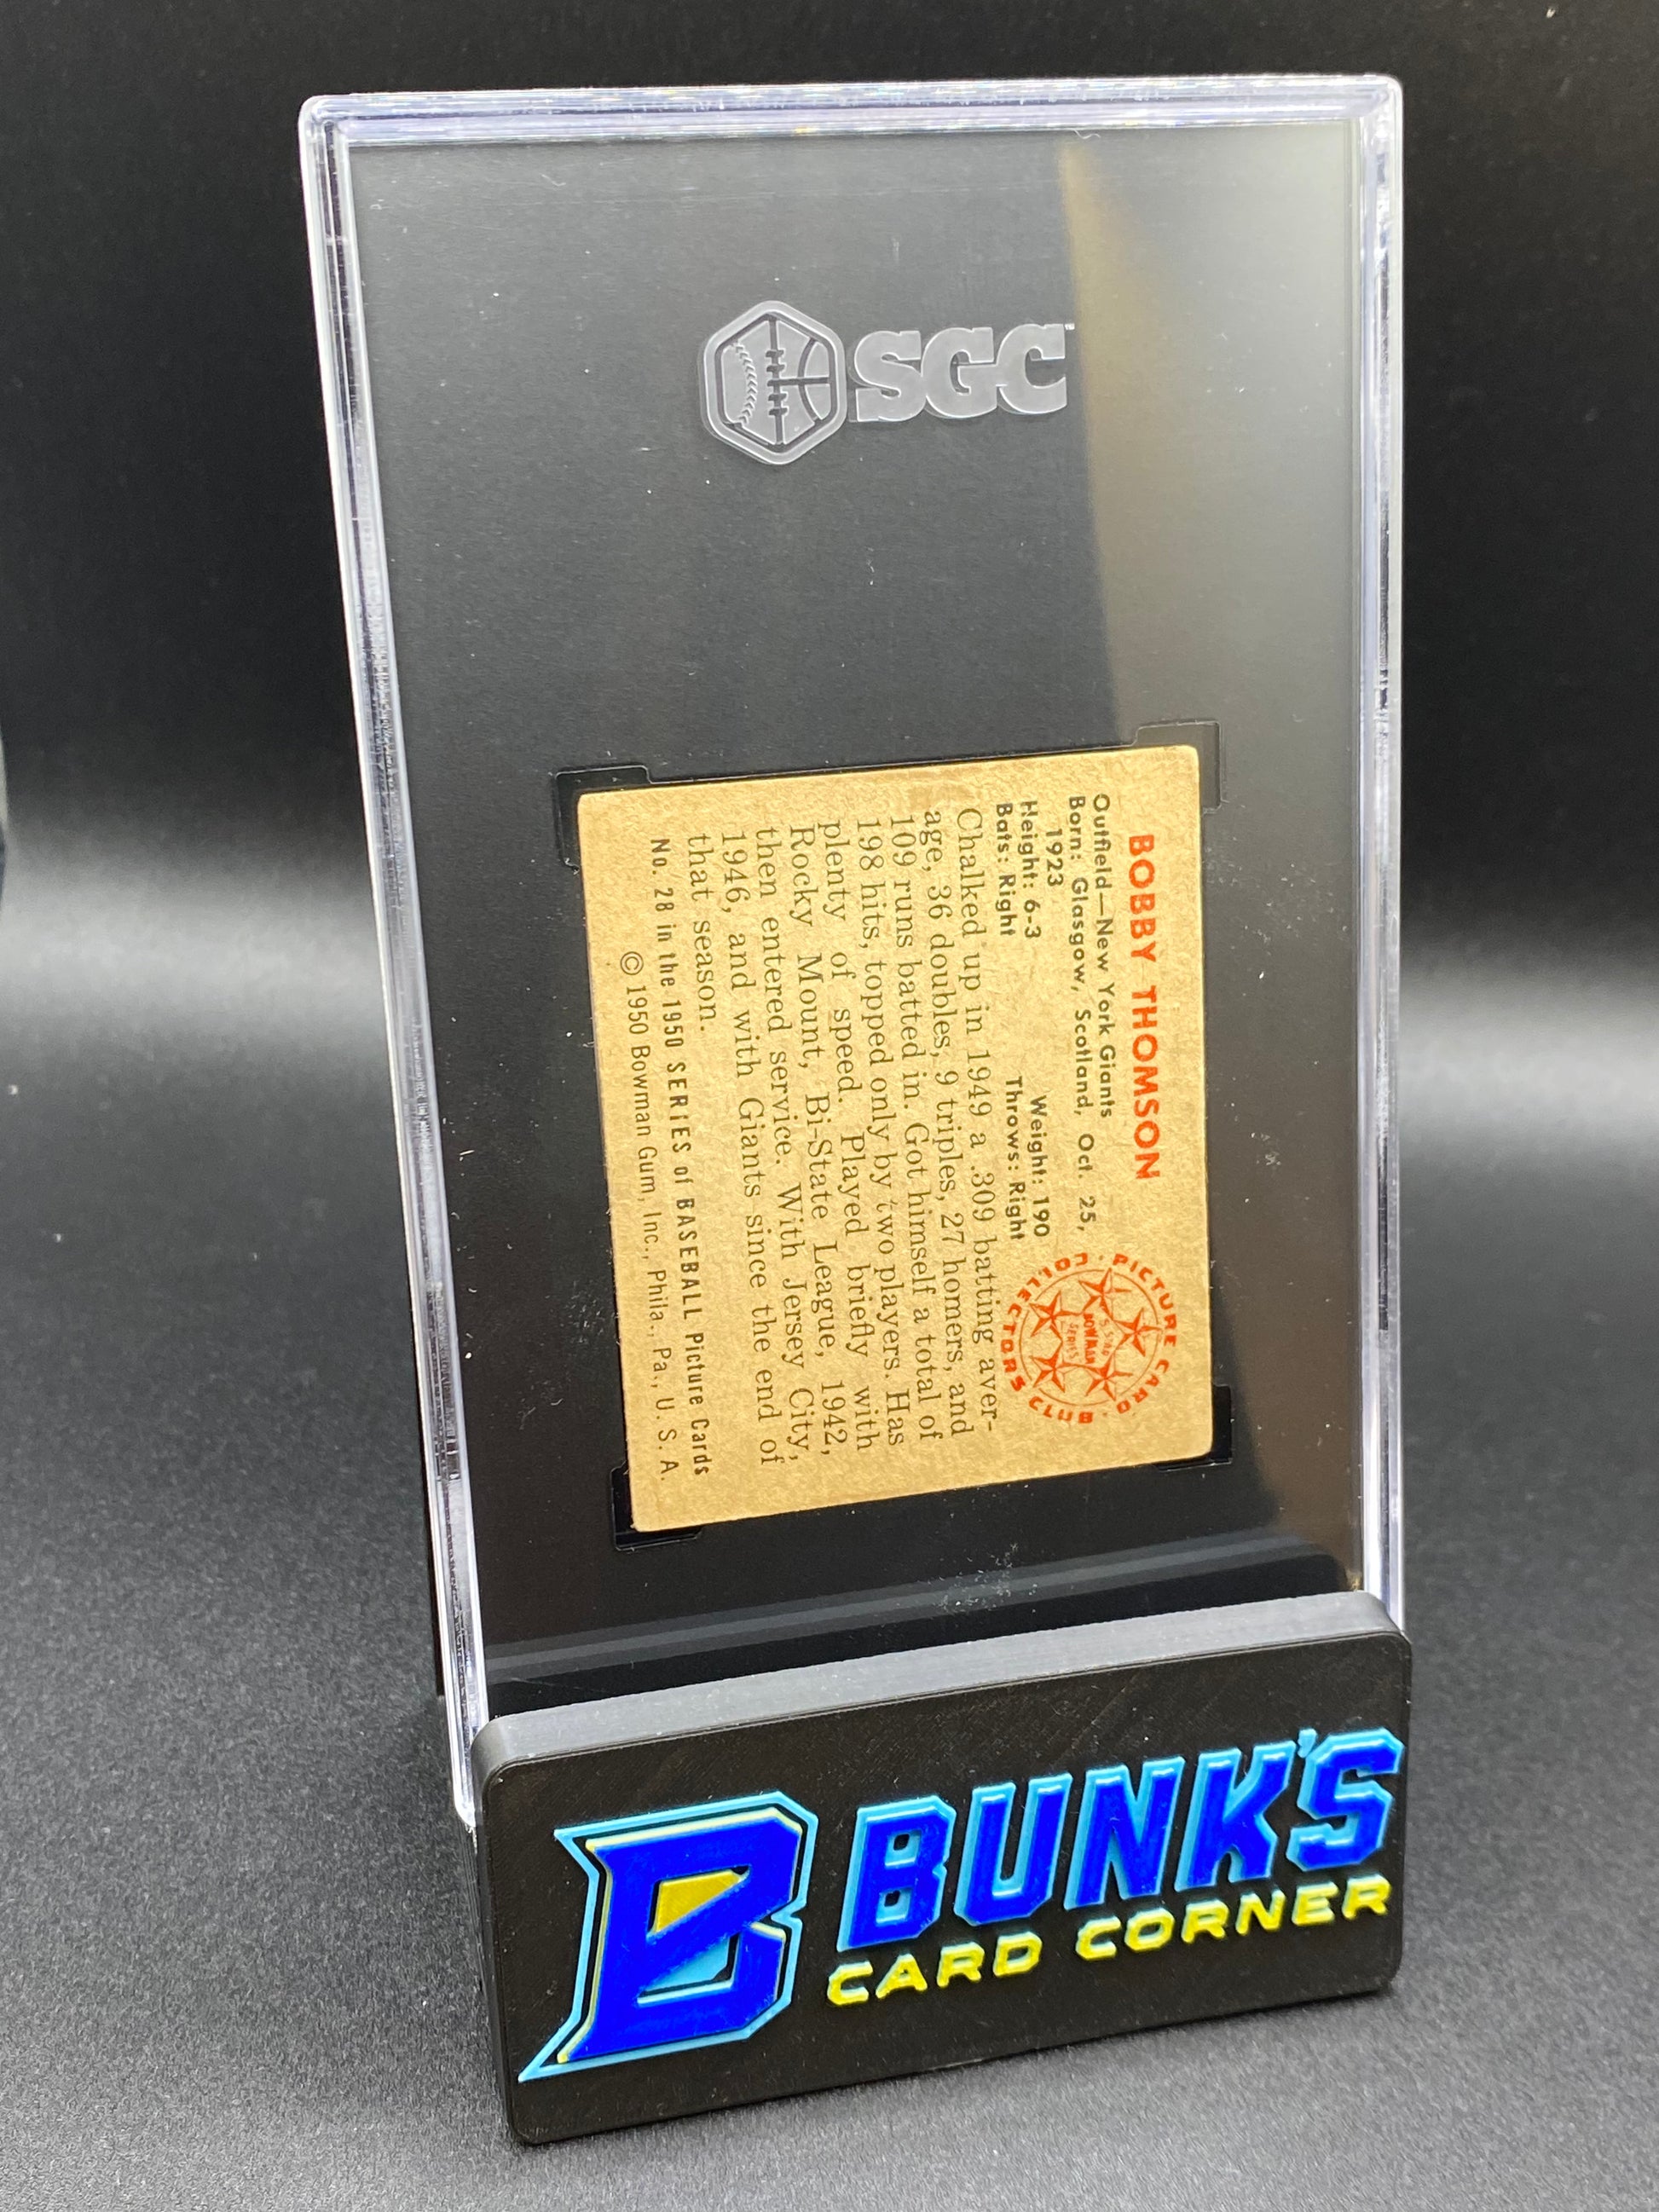 SGC
BOBBY THOMSON
Outfield—New York Giants
Born: Glasgow, Scotland, Oct. 25,
1923
Height: 6-3 Weight: 190
Bats: Right Throws: Right
PICTURE CARD COLLECTORS CLUB
5-STAR
BOWMAN
SERIES
Chalked up in 1949 a .309 batting aver-
age, 36 doubles, 9 triples, 27 homers, and
109 runs batted in. Got himself a total of
198 hits, topped only by two players. Has
plenty of speed. Played briefly with
Rocky Mount, Bi-State League, 1942,
then entered service. With Jersey City,
1946, and with Giants since the end of
that season.
No. 28 in the 1950 SERIES of BASEBALL Picture Cards
© 1950 Bowman Gum, Inc., Phila., Pa., U. S. A.
B BUNK'S
CARD CORNER